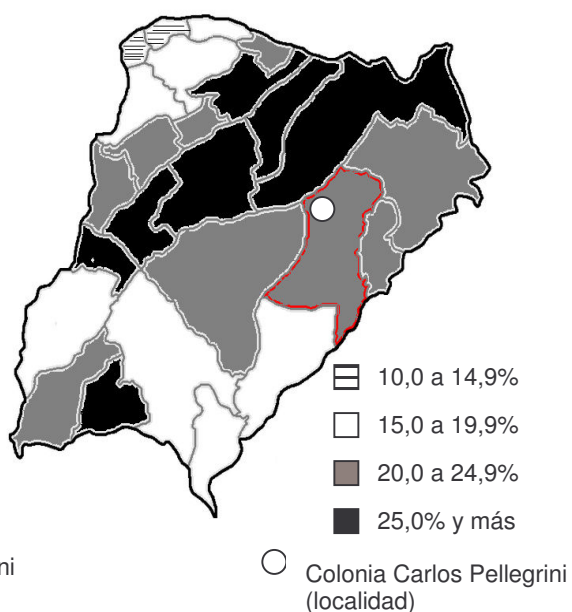 10,0 a 14,9%
15,0 a 19,9%
20,0 a 24,9%
25,0% y más
ni
Colonia Carlos Pellegrini
(localidad)